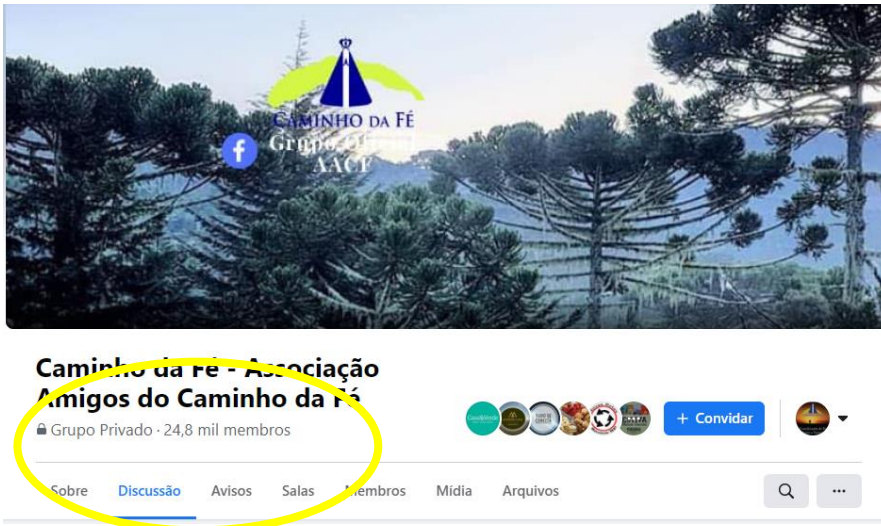 CAMINHO DA FÉ
Grupo Oficial
AACF
Caminho da Fé - Associação
Amigos do Caminho da Fé
Grupo Privado · 24,8 mil membros
+ Convidar
Sobre Discussão Avisos Salas Membros Mídia Arquivos